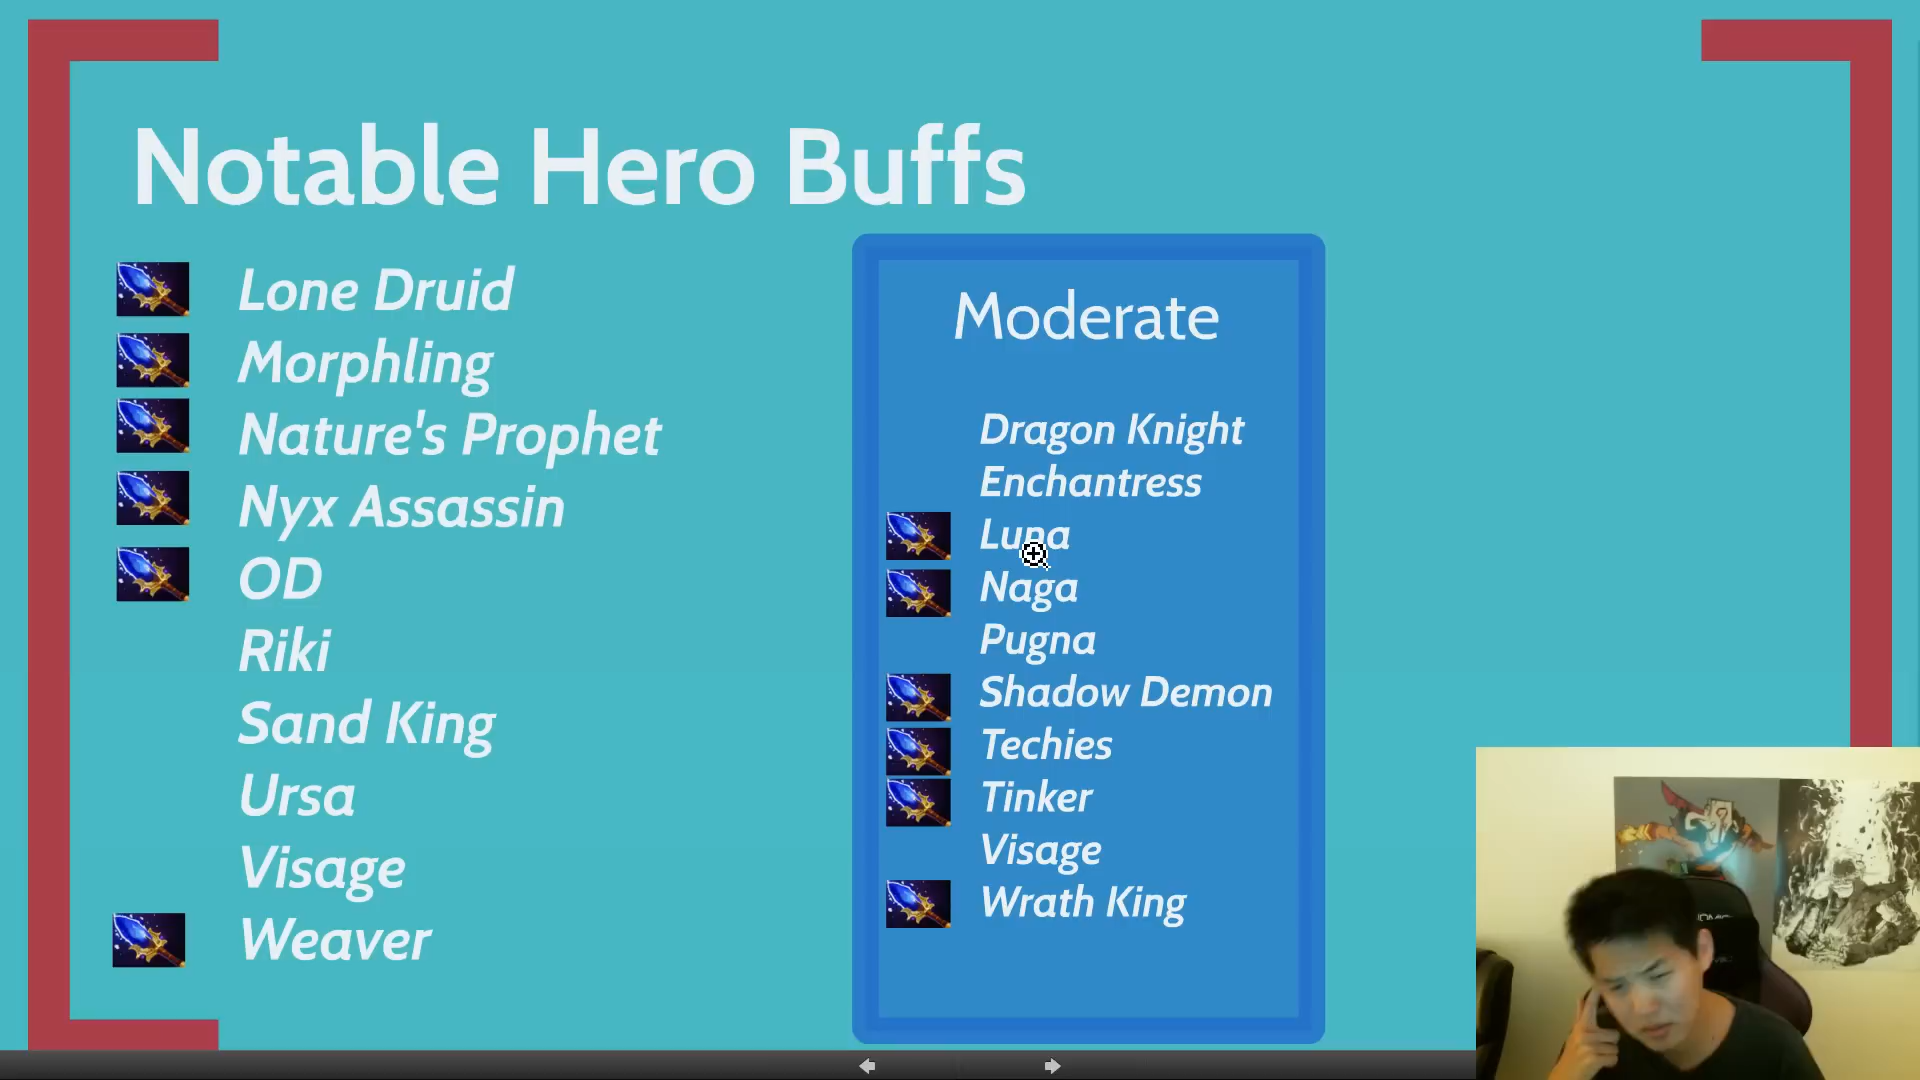 Notable Hero Buffs
Lone Druid
Morphling
Nature's Prophet
Nyx Assassin
OD
Riki
Sand King
Ursa
Visage
Weaver
Moderate
Dragon Knight
Enchantress
Luna
Naga
Pugna
Shadow Demon
Techies
Tinker
Visage
Wrath King